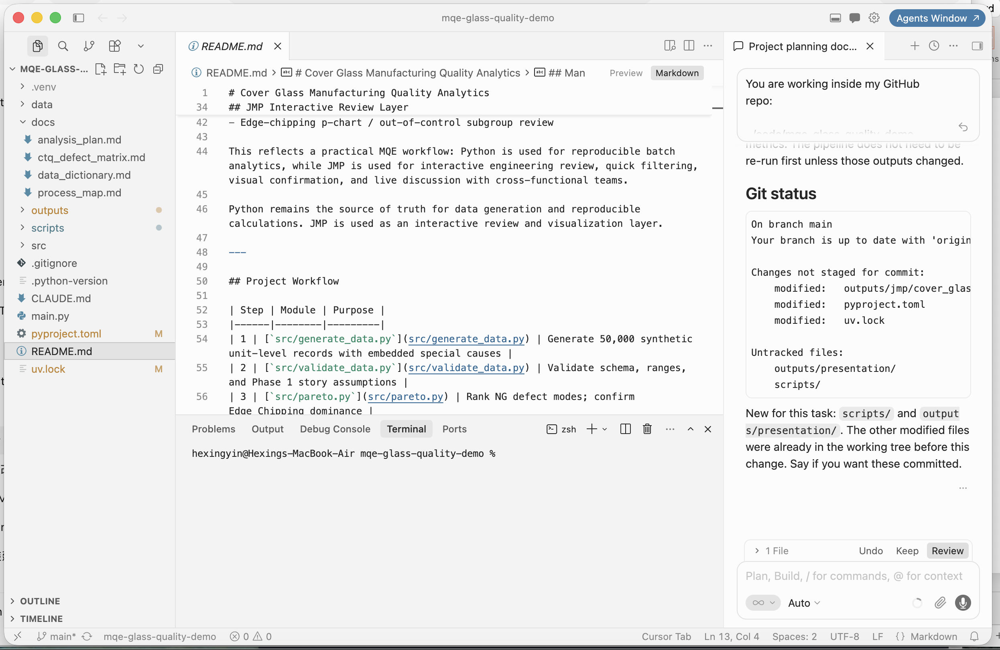 mqe-glass-quality-demo
Agents Window
MQE-GLASS-...
.venv
data
docs
analysis_plan.md
ctq_defect_matrix.md
data_dictionary.md
process_map.md
outputs
scripts
src
.gitignore
.python-version
CLAUDE.md
main.py
pyproject.toml M
README.md
uv.lock M
OUTLINE
TIMELINE
README.md
README.md > # Cover Glass Manufacturing Quality Analytics > ## Man
Preview Markdown
1 # Cover Glass Manufacturing Quality Analytics
34 ## JMP Interactive Review Layer
42 - Edge-chipping p-chart / out-of-control subgroup review
43
44 This reflects a practical MQE workflow: Python is used for reproducible batch
analytics, while JMP is used for interactive engineering review, quick filtering,
visual confirmation, and live discussion with cross-functional teams.
45
46 Python remains the source of truth for data generation and reproducible
calculations. JMP is used as an interactive review and visualization layer.
47
48 ---
49
50 ## Project Workflow
51
52 | Step | Module | Purpose |
53 |------|--------|---------|
54 | 1 | [`src/generate_data.py`](src/generate_data.py) | Generate 50,000 synthetic
unit-level records with embedded special causes |
55 | 2 | [`src/validate_data.py`](src/validate_data.py) | Validate schema, ranges,
and Phase 1 story assumptions |
56 | 3 | [`src/pareto.py`](src/pareto.py) | Rank NG defect modes; confirm
Edge Chipping dominance |
Problems Output Debug Console Terminal Ports
zsh
hexingyin@Hexings-MacBook-Air mqe-glass-quality-demo %
Project planning doc...
You are working inside my GitHub
repo:
metrics. The pipeline does not need to be
re-run first unless those outputs changed.
Git status
On branch main
Your branch is up to date with 'origin
Changes not staged for commit:
modified: outputs/jmp/cover_glas
modified: pyproject.toml
modified: uv.lock
Untracked files:
outputs/presentation/
scripts/
New for this task: scripts/ and output
s/presentation/. The other modified files
were already in the working tree before this
change. Say if you want these committed.
1 File Undo Keep Review
Plan, Build, / for commands, @ for context
Auto
main* mqe-glass-quality-demo 0 0
Cursor Tab Ln 13, Col 4 Spaces: 2 UTF-8 LF {} Markdown